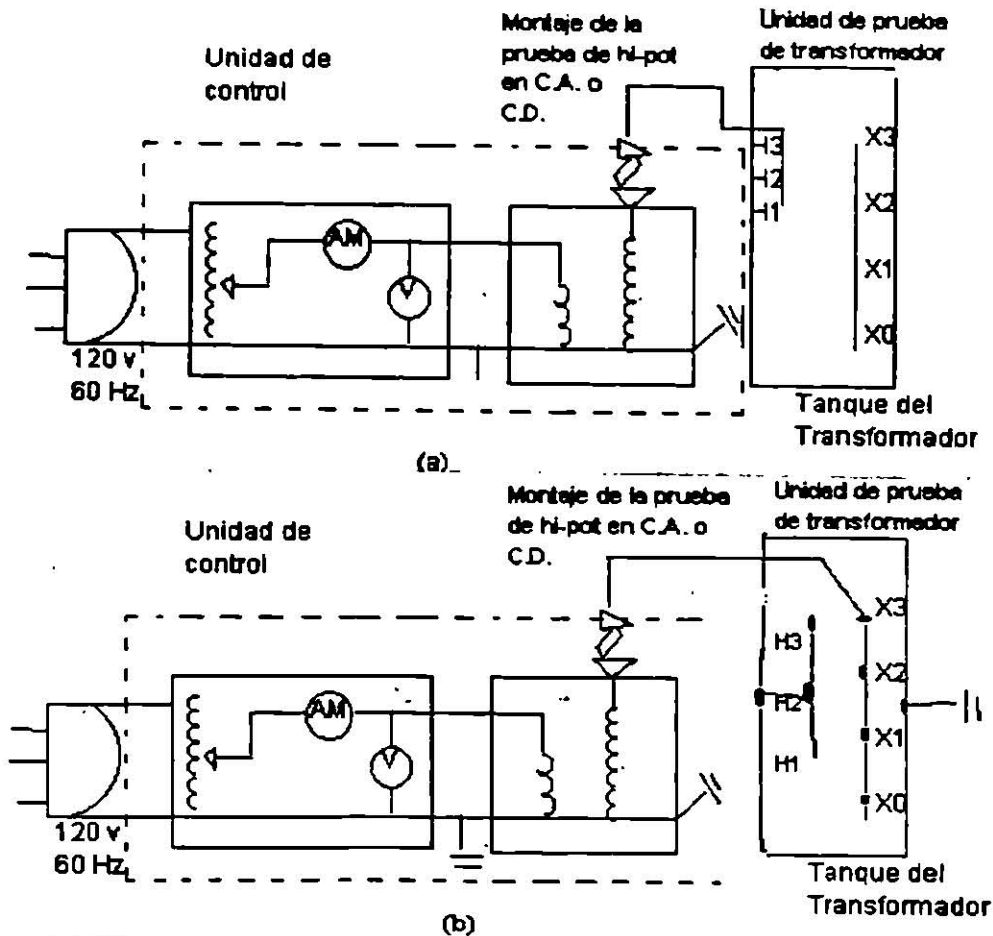 Unidad de
control
Montaje de la
prueba de hi-pot
en C.A. o
C.D.
Unidad de prueba
de transformador
AM
V
H3
H2
H1
X3
X2
X1
X0
120 v
60 Hz
Tanque del
Transformador
(a)
Unidad de
control
Montaje de la prueba
de hi-pot en C.A. o
C.D.
Unidad de prueba
de transformador
AM
V
H3
H2
H1
X3
X2
X1
X0
120 v
60 Hz
Tanque del
Transformador
(b)